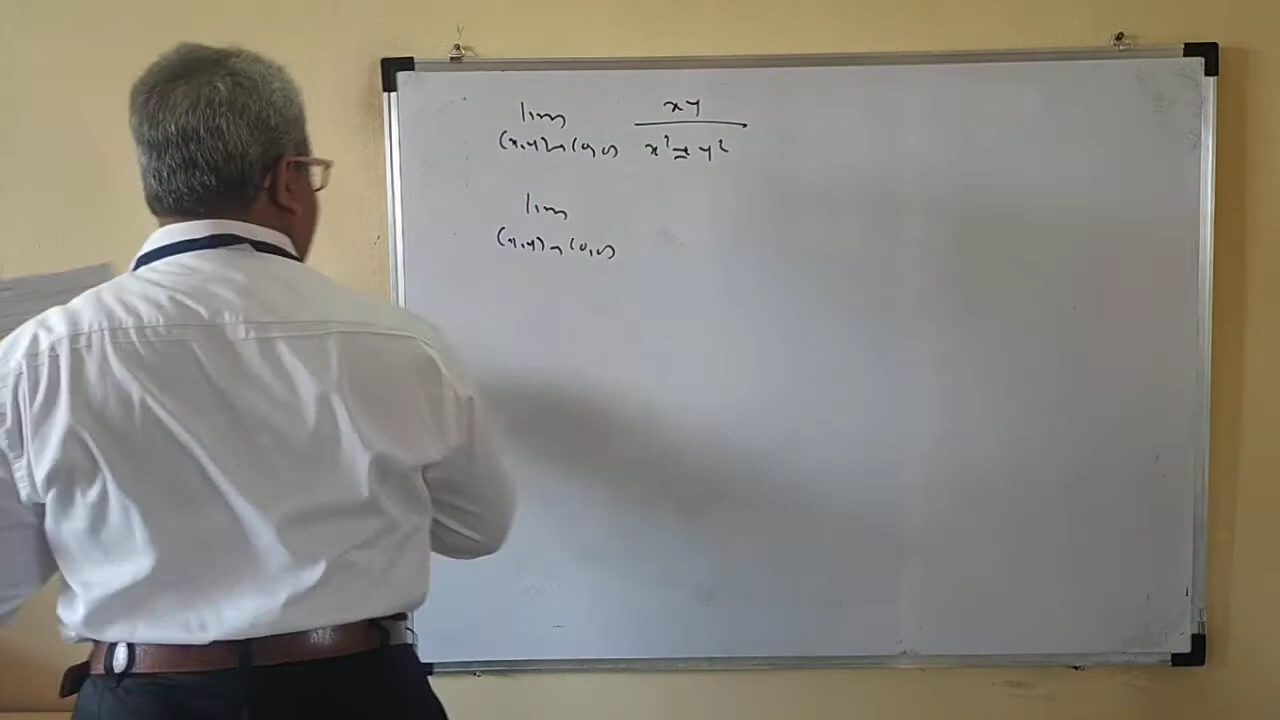 lim xy
(x,y)→(0,0) x² + y²
lim
(x,y)→(0,0)